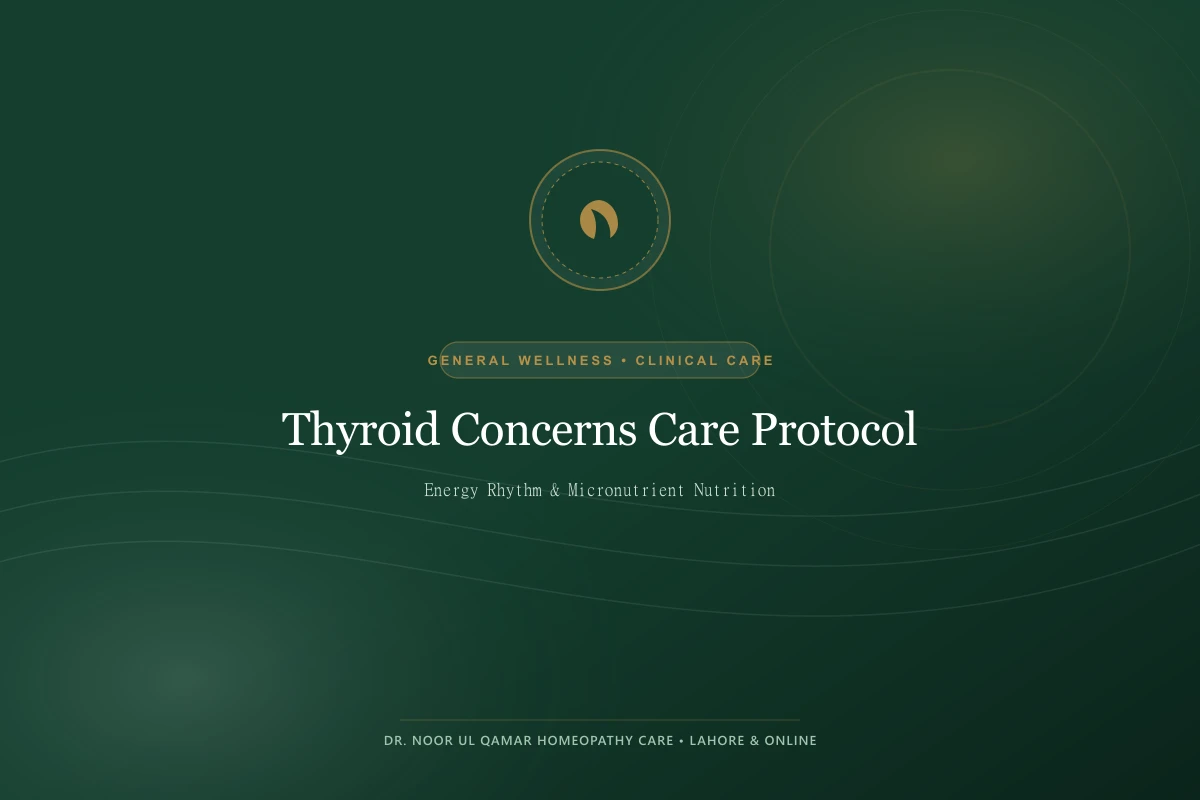 GENERAL WELLNESS • CLINICAL CARE
Thyroid Concerns Care Protocol
Energy Rhythm & Micronutrient Nutrition
DR. NOOR UL QAMAR HOMEOPATHY CARE • LAHORE & ONLINE